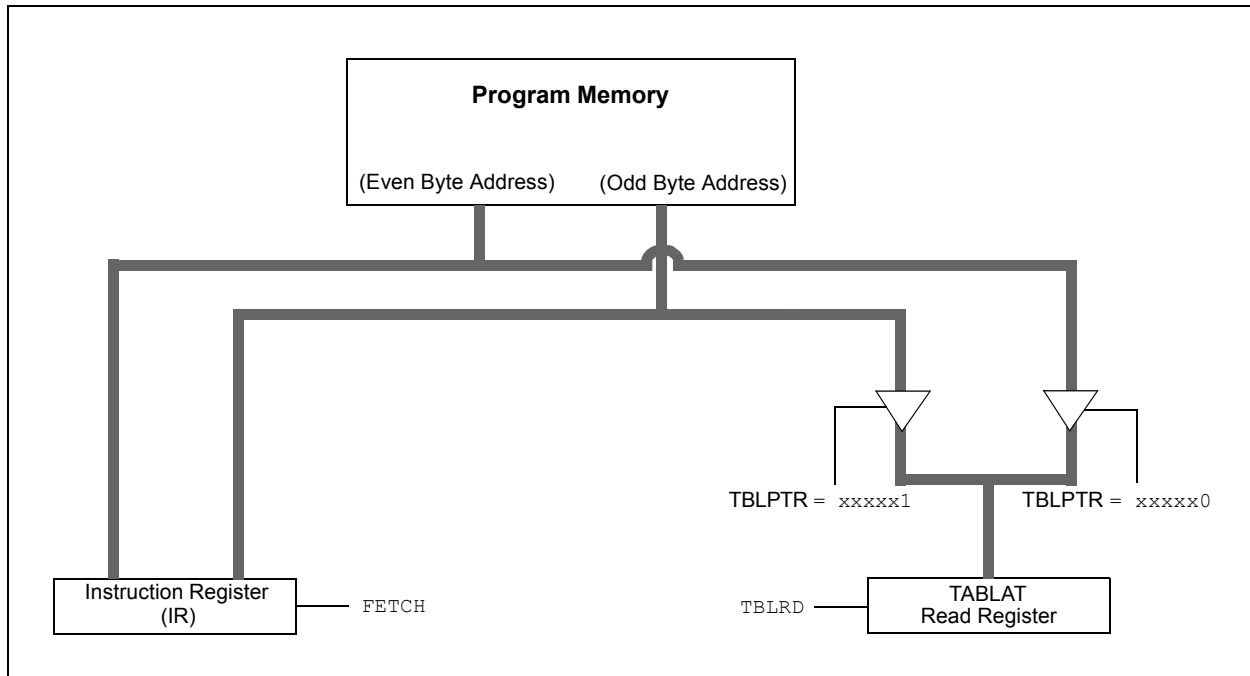 Program Memory
(Even Byte Address)
(Odd Byte Address)
TBLPTR = xxxxx1
TBLPTR = xxxxx0
Instruction Register
(IR)
FETCH
TBLRD
TABLAT
Read Register